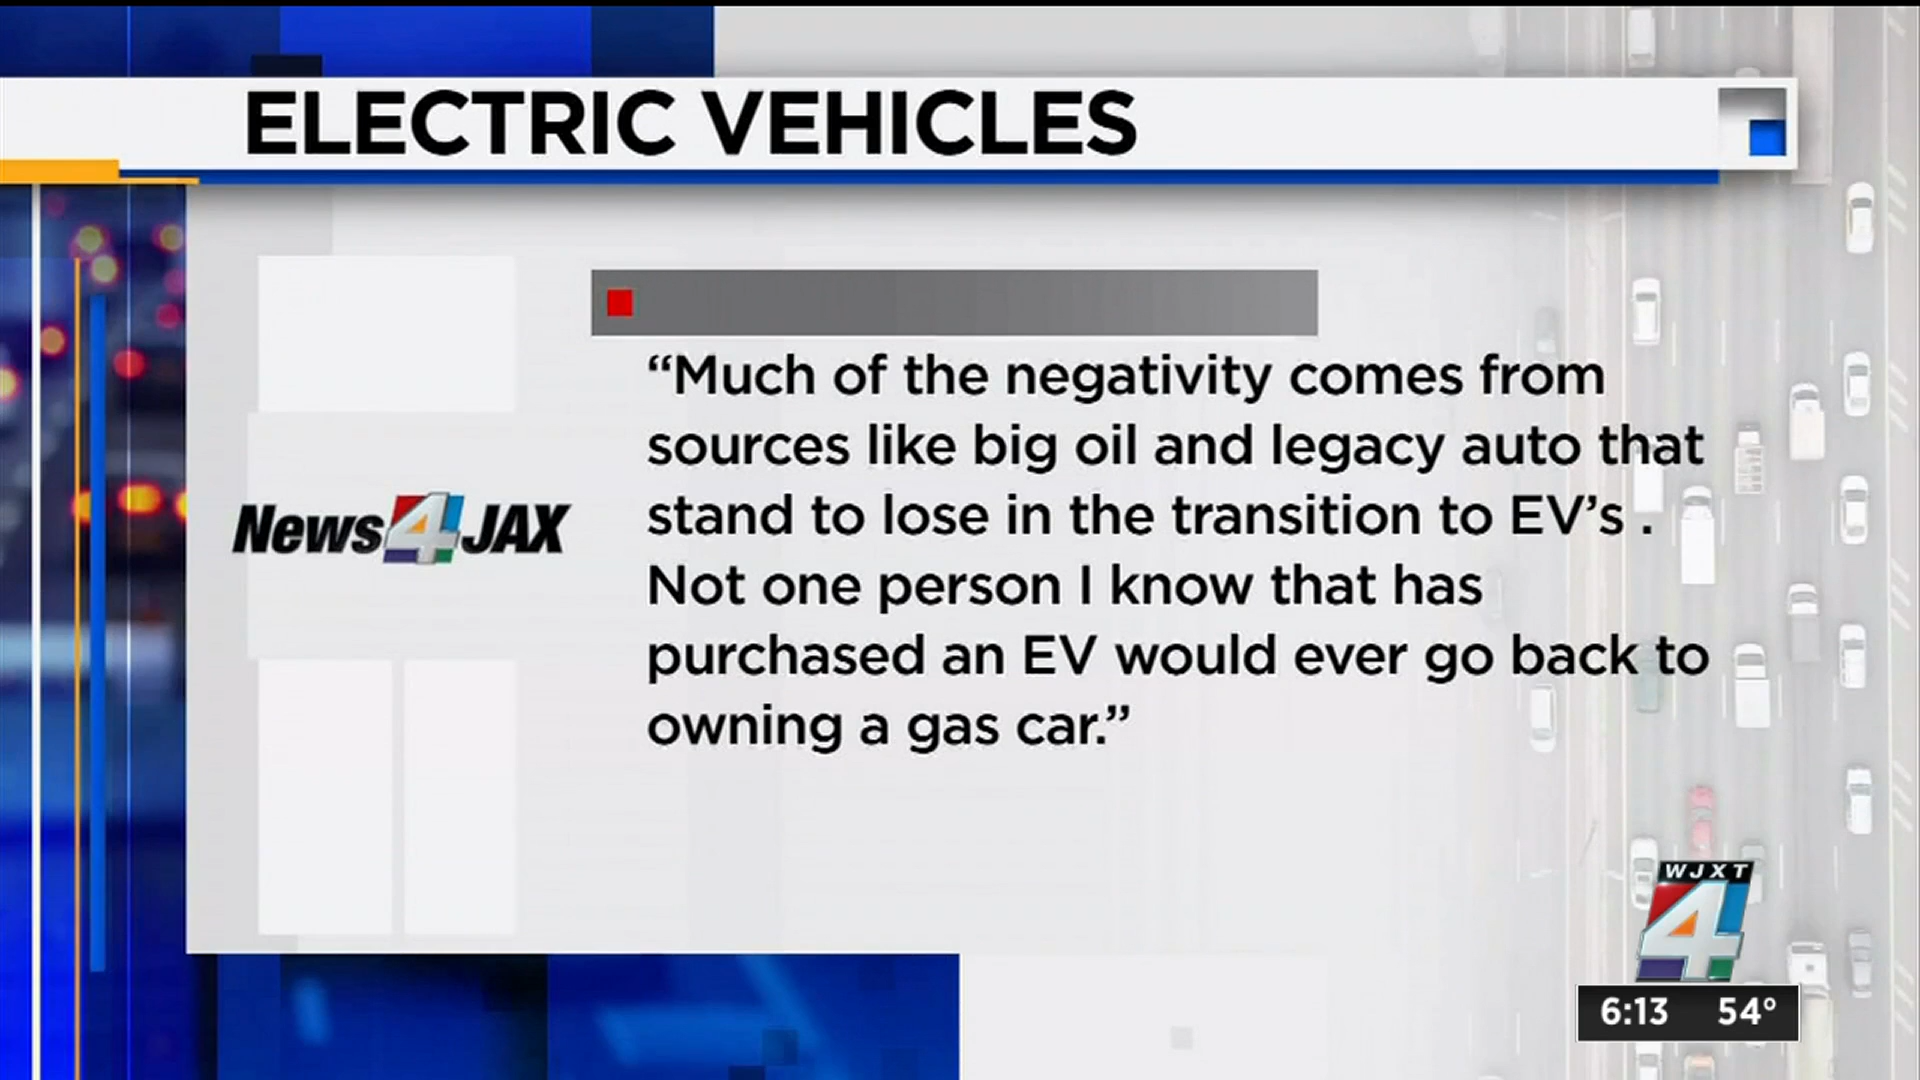 ELECTRIC VEHICLES
“Much of the negativity comes from
sources like big oil and legacy auto that
stand to lose in the transition to EV’s .
Not one person I know that has
purchased an EV would ever go back to
owning a gas car.”
News4JAX
WJXT
4
6:13 54°